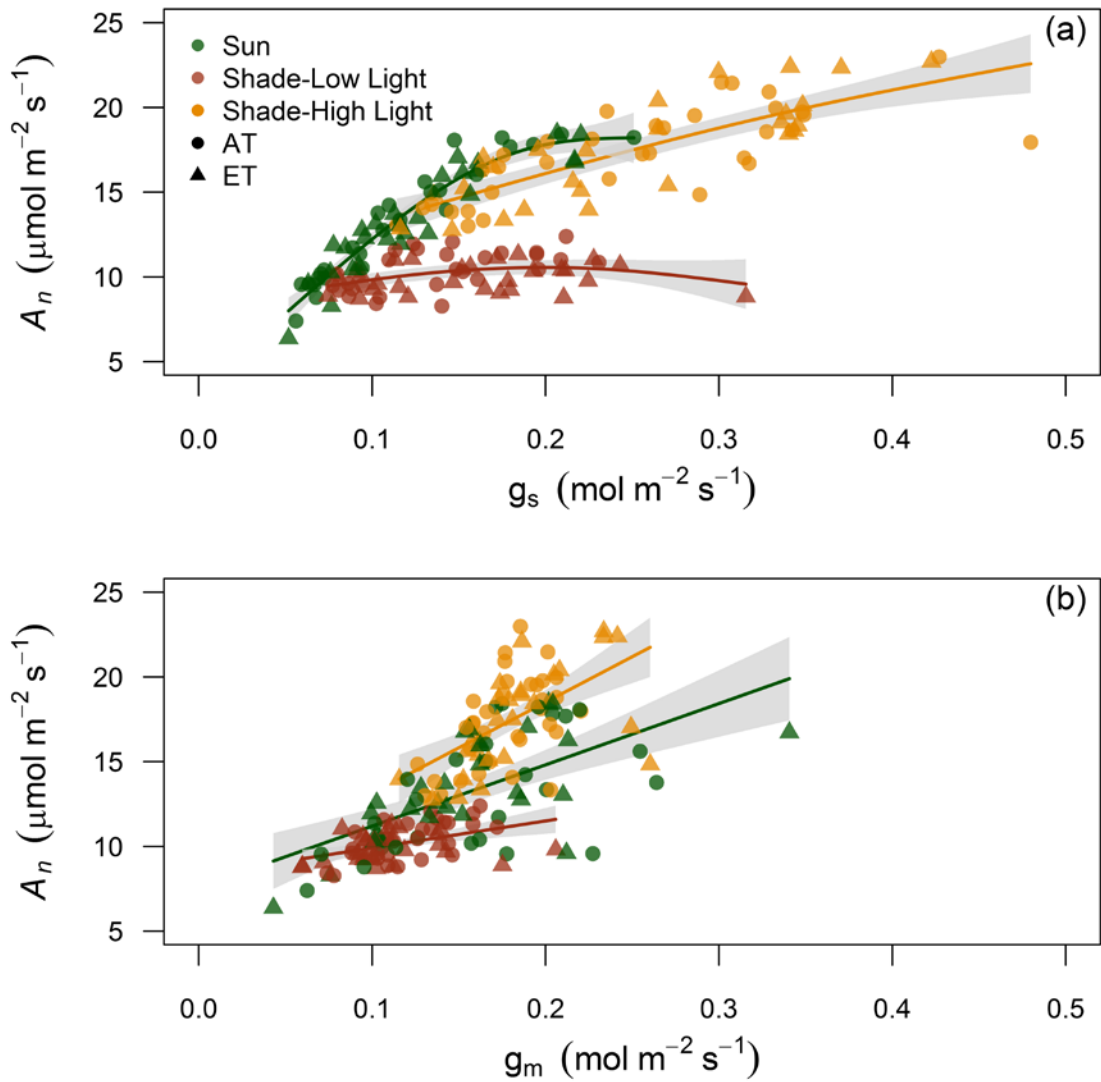 (a)
Sun
Shade-Low Light
Shade-High Light
AT
ET
25
20
15
10
5
Aₙ (μmol m⁻² s⁻¹)
0.0 0.1 0.2 0.3 0.4 0.5
gₛ (mol m⁻² s⁻¹)
(b)
25
20
15
10
5
Aₙ (μmol m⁻² s⁻¹)
0.0 0.1 0.2 0.3 0.4 0.5
gₘ (mol m⁻² s⁻¹)